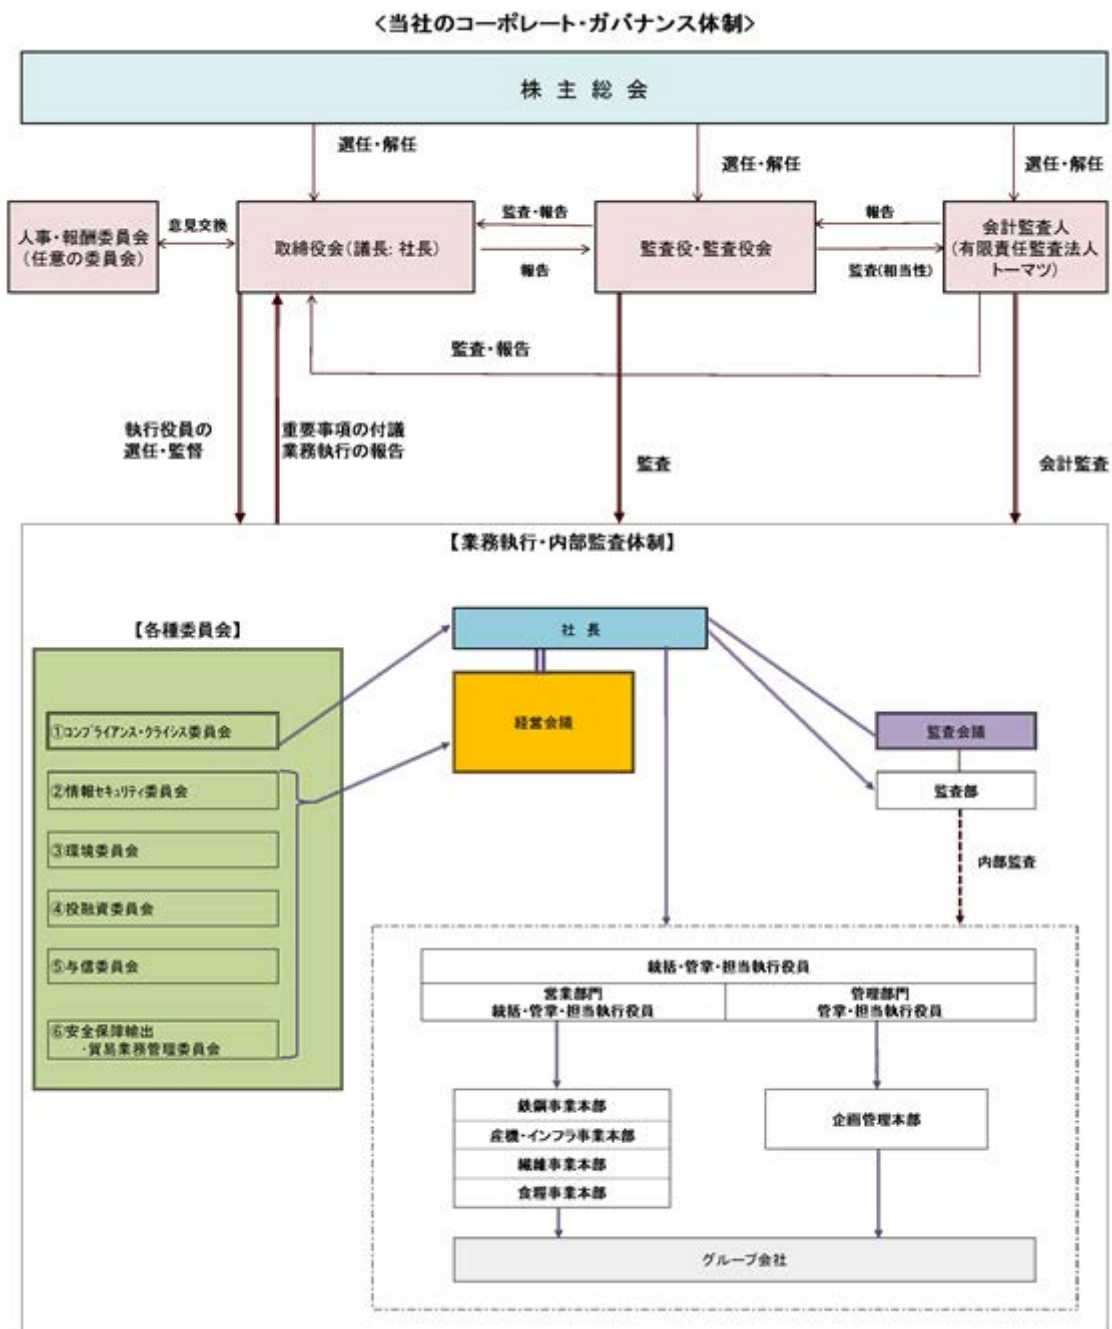 <当社のコーポレート・ガバナンス体制>
株主総会
選任・解任
選任・解任
選任・解任
人事・報酬委員会
(任意の委員会)
意見交換
取締役会(議長: 社長)
監査・報告
報告
監査役・監査役会
報告
監査(相当性)
会計監査人
(有限責任監査法人
トーマツ)
監査・報告
執行役員の
選任・監督
重要事項の付議
業務執行の報告
監査
会計監査
【業務執行・内部監査体制】
【各種委員会】
社長
経営会議
①コンプライアンス・クライシス委員会
②情報セキュリティ委員会
③環境委員会
④投融資委員会
⑤与信委員会
⑥安全保障輸出
・貿易業務管理委員会
監査会議
監査部
内部監査
統括・管掌・担当執行役員
営業部門
統括・管掌・担当執行役員
管理部門
管掌・担当執行役員
鉄鋼事業本部
産機・インフラ事業本部
繊維事業本部
食糧事業本部
企画管理本部
グループ会社